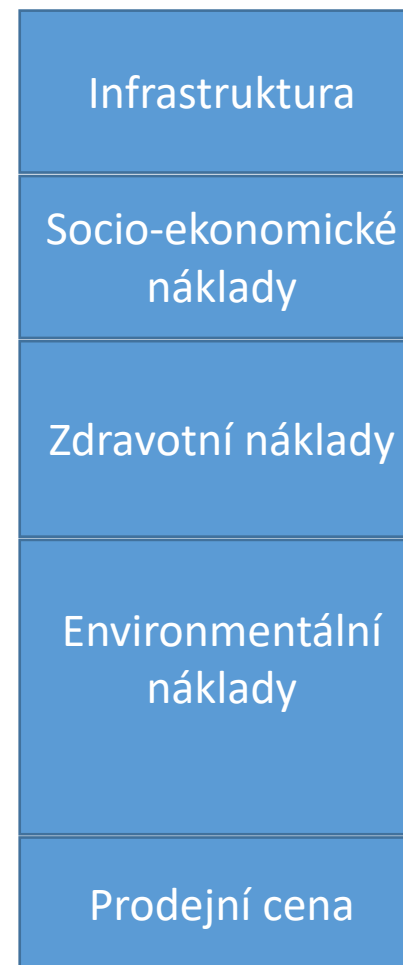 Infrastruktura
Socio-ekonomické
náklady
Zdravotní náklady
Environmentální
náklady
Prodejní cena